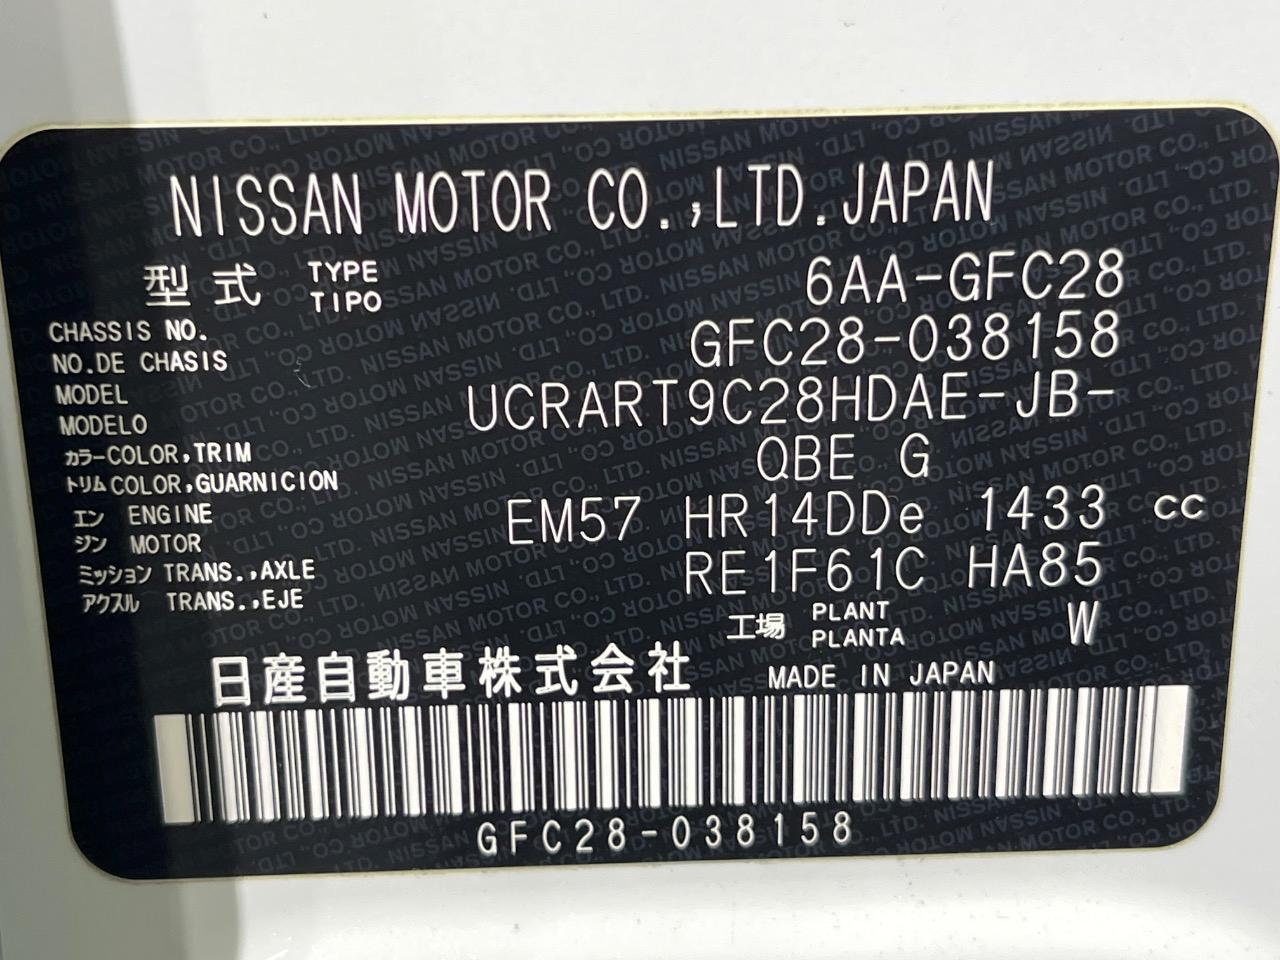 NISSAN MOTOR CO.,LTD.JAPAN
型式 TYPE 6AA-GFC28
TIPO
CHASSIS NO. GFC28-038158
NO.DE CHASIS
MODEL UCRART9C28HDAE-JB-
MODELO
カラーCOLOR,TRIM QBE G
トリムCOLOR,GUARNICION
エン ENGINE EM57 HR14DDe 1433 cc
ジン MOTOR
ミッション TRANS.,AXLE RE1F61C HA85
アクスル TRANS.,EJE
工場 PLANT W
PLANTA
日産自動車株式会社 MADE IN JAPAN
GFC28-038158